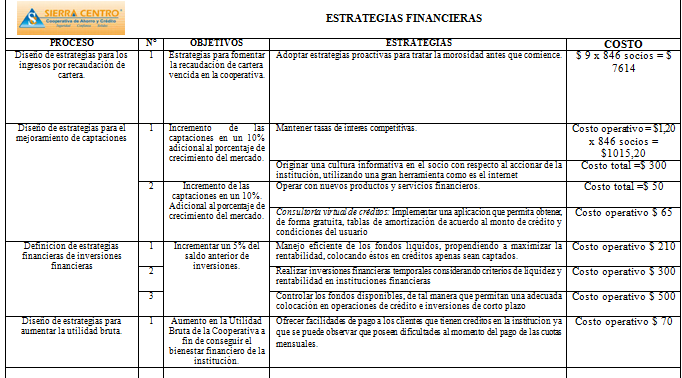 SIERRA CENTRO
Cooperativa de Ahorro y Crédito
ESTRATEGIAS FINANCIERAS
PROCESO N° OBJETIVOS ESTRATEGIAS COSTO
Diseño de estrategias para los
ingresos por recaudación de
cartera.
1
Estrategias para fomentar
la recaudación de cartera
vencida en la cooperativa.
Adoptar estrategias proactivas para tratar la morosidad antes que comience.
$ 9 x 846 socios = $
7614
Diseño de estrategias para el
mejoramiento de captaciones
1
Incremento de las
captaciones en un 10%
adicional al porcentaje de
crecimiento del mercado.
Mantener tasas de interes competitivas.
Costo operativo = $1,20
x 846 socios =
$1015,20
Originar una cultura informativa en el socio con respecto al accionar de la
institución, utilizando una gran herramienta como es el internet
Costo total =$ 300
2
Incremento de las
captaciones en un 10%.
Adicional al porcentaje de
crecimiento del mercado.
Operar con nuevos productos y servicios financieros.
Costo total =$ 50
Consultoría virtual de créditos: Implementar una aplicación que permita obtener,
de forma gratuita, tablas de amortización de acuerdo al monto de crédito y
condiciones del usuario
Costo operativo $ 65
Definicion de estrategias
financieras de inversiones
financieras
1
Incrementar un 5% del
saldo anterior de
inversiones.
Manejo eficiente de los fondos líquidos, propendiendo a maximizar la
rentabilidad, colocando éstos en créditos apenas sean captados.
Costo operativo $ 210
2
Realizar inversiones financieras temporales considerando criterios de liquidez y
rentabilidad en instituciones financieras
Costo operativo $ 300
3
Controlar los fondos disponibles, de tal manera que permitan una adecuada
colocación en operaciones de crédito e inversiones de corto plazo
Costo operativo $ 500
Diseño de estrategias para
aumentar la utilidad bruta.
1
Aumento en la Utilidad
Bruta de la Cooperativa a
fin de conseguir el
bienestar financiero de la
institución.
Ofrecer facilidades de pago a los clientes que tienen creditos en la institucion ya
que se puede observar que poseen dificultades al momento del pago de las cuotas
mensuales.
Costo operativo $ 70